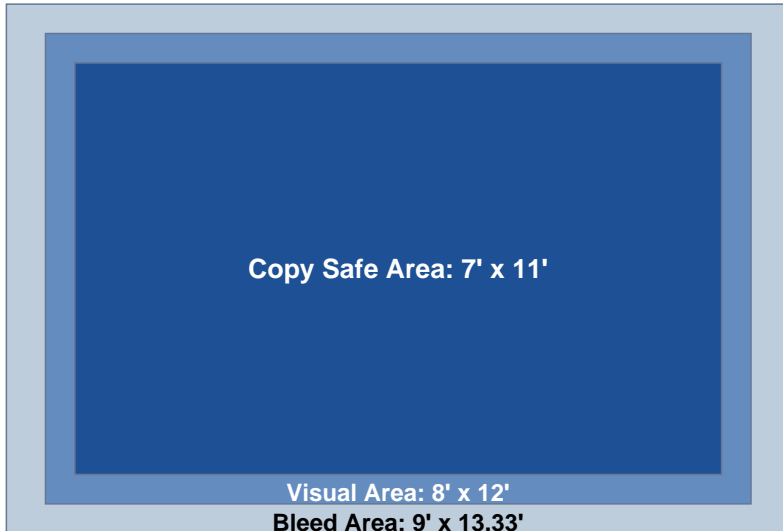 Copy Safe Area: 7' x 11'
Visual Area: 8' x 12'
Bleed Area: 9' x 13.33'